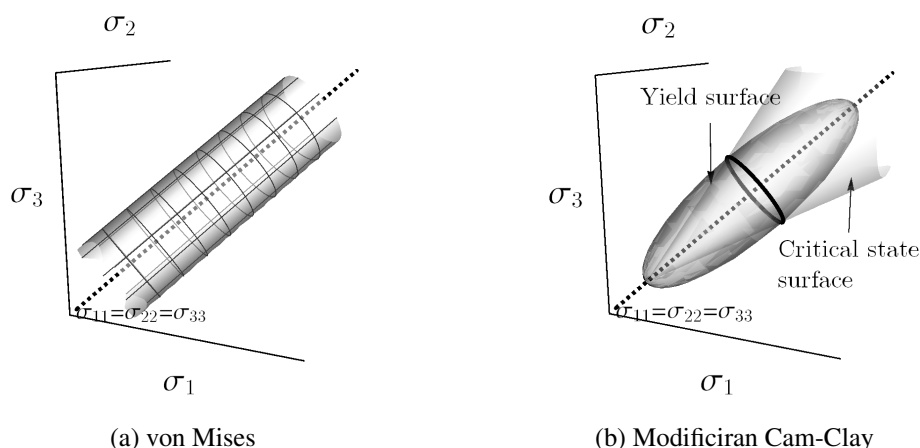 σ2
σ3
σ11=σ22=σ33
σ1
(a) von Mises
σ2
Yield surface
σ3
Critical state
surface
σ11=σ22=σ33
σ1
(b) Modificiran Cam-Clay